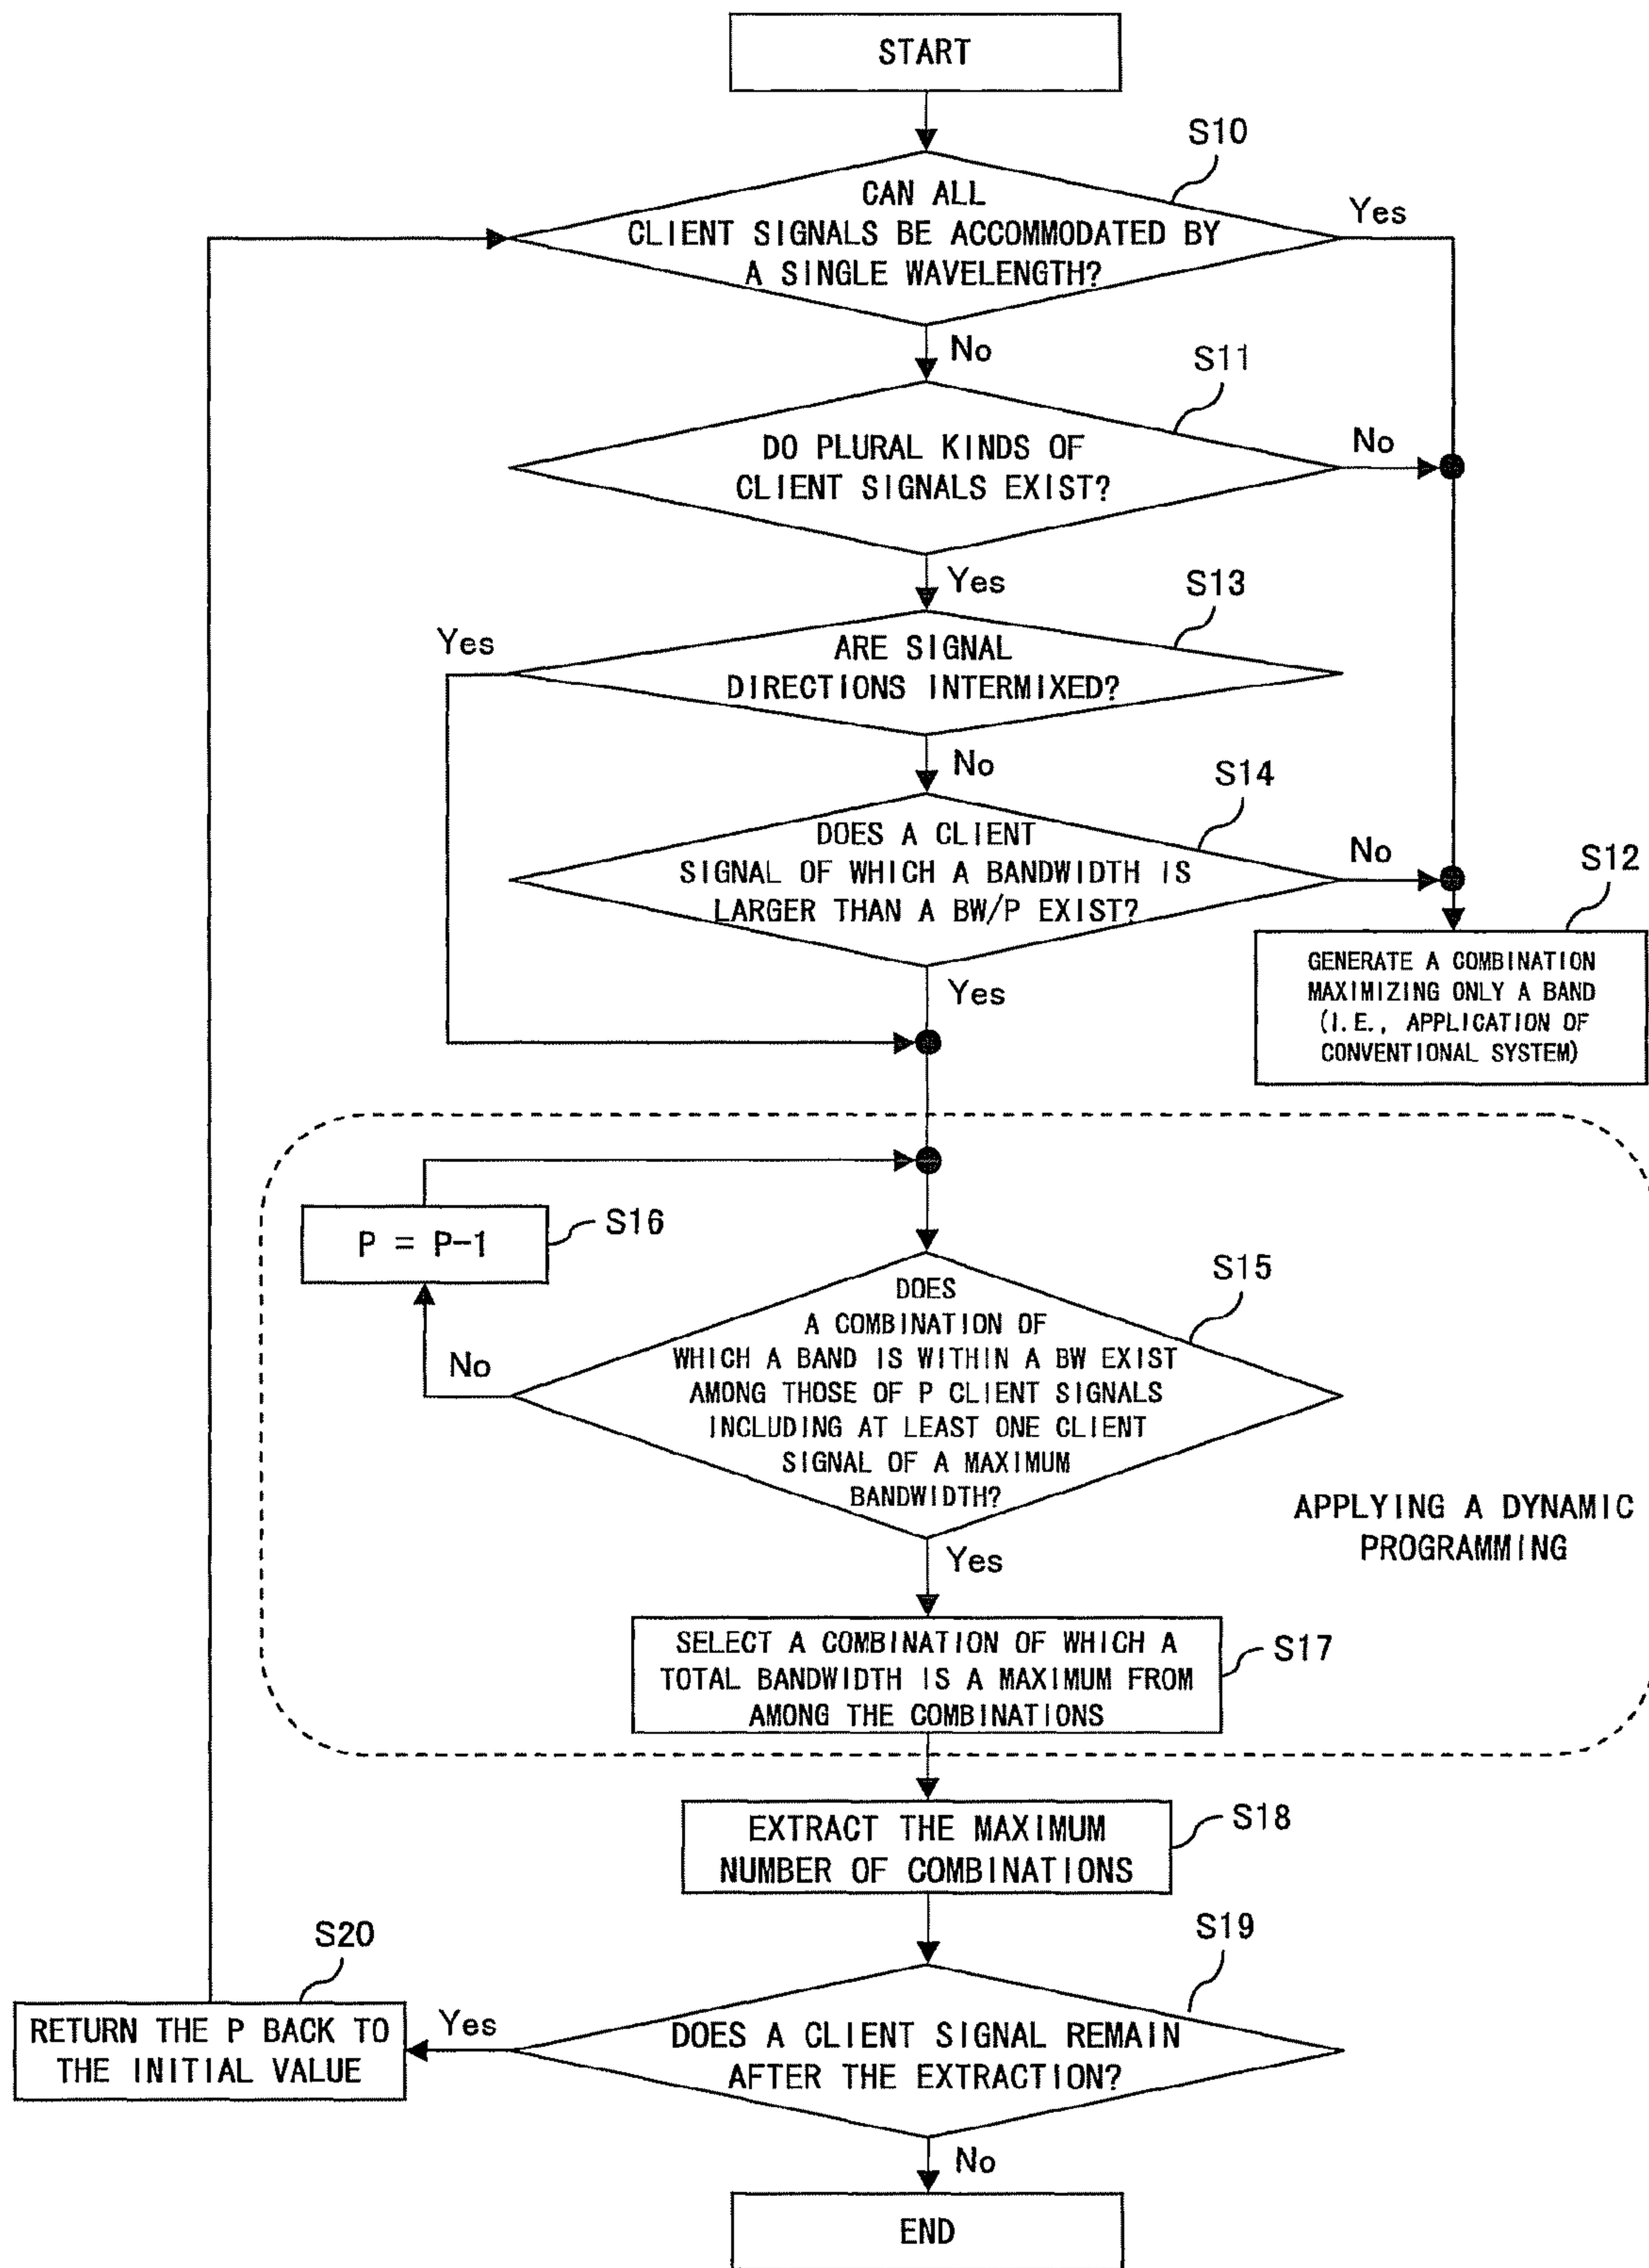 START
S10
CAN ALL
CLIENT SIGNALS BE ACCOMMODATED BY
A SINGLE WAVELENGTH?
Yes
No
S11
DO PLURAL KINDS OF
CLIENT SIGNALS EXIST?
No
Yes
S13
Yes
ARE SIGNAL
DIRECTIONS INTERMIXED?
No
S14
DOES A CLIENT
SIGNAL OF WHICH A BANDWIDTH IS
LARGER THAN A BW/P EXIST?
No
S12
GENERATE A COMBINATION
MAXIMIZING ONLY A BAND
(I.E., APPLICATION OF
CONVENTIONAL SYSTEM)
Yes
P = P-1
S16
S15
DOES
A COMBINATION OF
WHICH A BAND IS WITHIN A BW EXIST
AMONG THOSE OF P CLIENT SIGNALS
INCLUDING AT LEAST ONE CLIENT
SIGNAL OF A MAXIMUM
BANDWIDTH?
No
APPLYING A DYNAMIC
PROGRAMMING
Yes
SELECT A COMBINATION OF WHICH A
TOTAL BANDWIDTH IS A MAXIMUM FROM
AMONG THE COMBINATIONS
S17
EXTRACT THE MAXIMUM
NUMBER OF COMBINATIONS
S18
S19
S20
RETURN THE P BACK TO
THE INITIAL VALUE
Yes
DOES A CLIENT SIGNAL REMAIN
AFTER THE EXTRACTION?
No
END